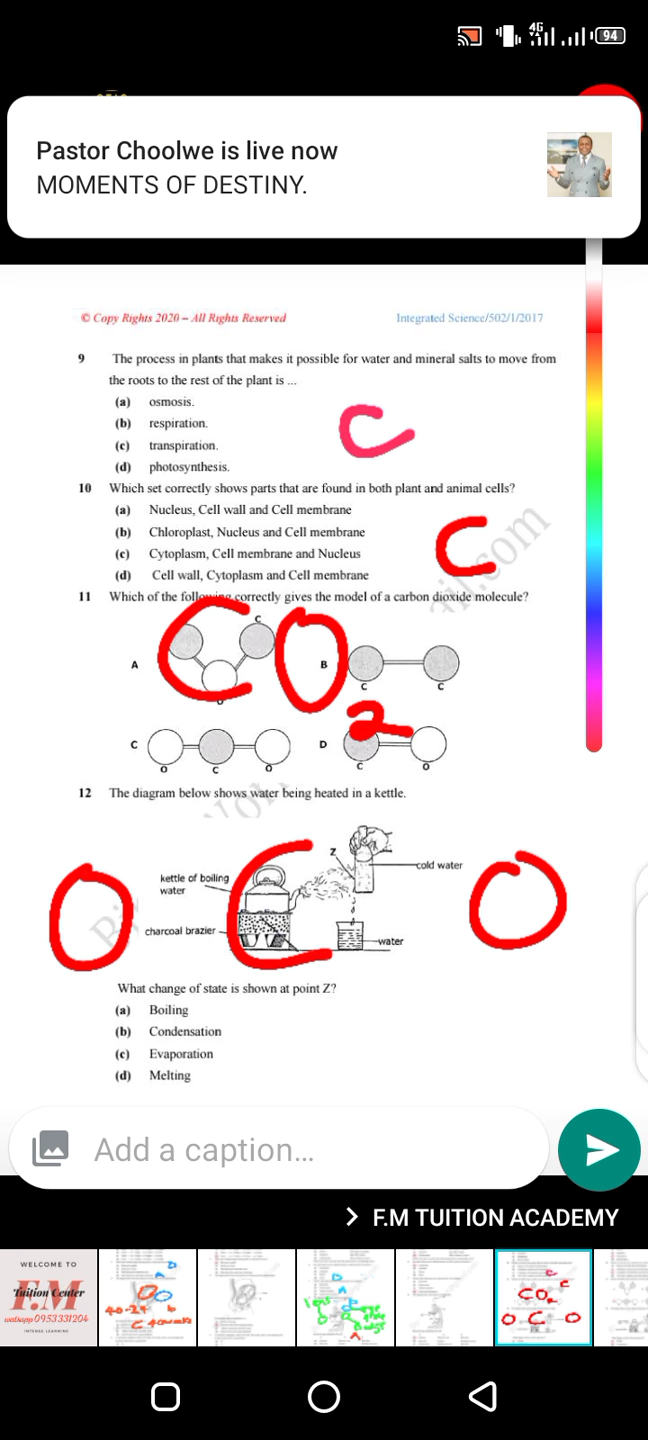 4G
94
Pastor Choolwe is live now
MOMENTS OF DESTINY.
© Copy Rights 2020 – All Rights Reserved Integrated Science/502/1/2017
9 The process in plants that makes it possible for water and mineral salts to move from
the roots to the rest of the plant is ...
(a) osmosis.
(b) respiration.
(c) transpiration.
(d) photosynthesis.
C
10 Which set correctly shows parts that are found in both plant and animal cells?
(a) Nucleus, Cell wall and Cell membrane
(b) Chloroplast, Nucleus and Cell membrane
(c) Cytoplasm, Cell membrane and Nucleus
(d) Cell wall, Cytoplasm and Cell membrane
C
11 Which of the following correctly gives the model of a carbon dioxide molecule?
C
A
O
B
C C
CO2
C
O C O
D
C O
12 The diagram below shows water being heated in a kettle.
Z
cold water
kettle of boiling
water
charcoal brazier
water
O C O
What change of state is shown at point Z?
(a) Boiling
(b) Condensation
(c) Evaporation
(d) Melting
Add a caption...
F.M TUITION ACADEMY
WELCOME TO
F.M
Tuition Center
watsapp 0953331204
INTENSE LEARNING